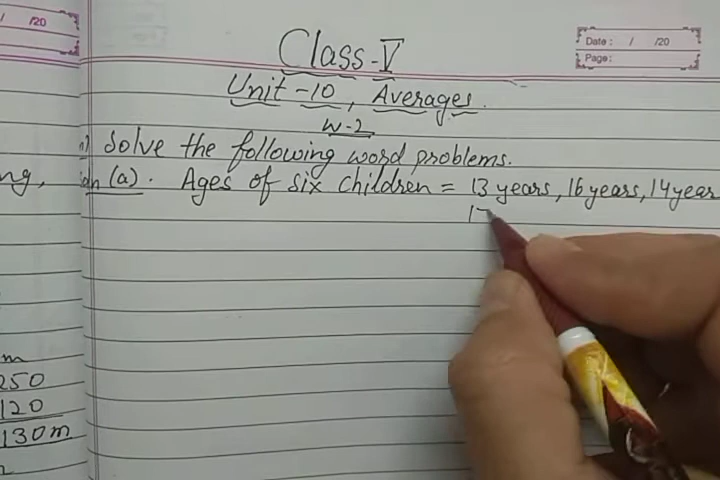 / /20
Date : / /20
Page:
Class-V
Unit-10, Averages.
W-2
Solve the following word problems.
(a). Ages of six children = 13 years, 16 years, 14 year
250
120
130m